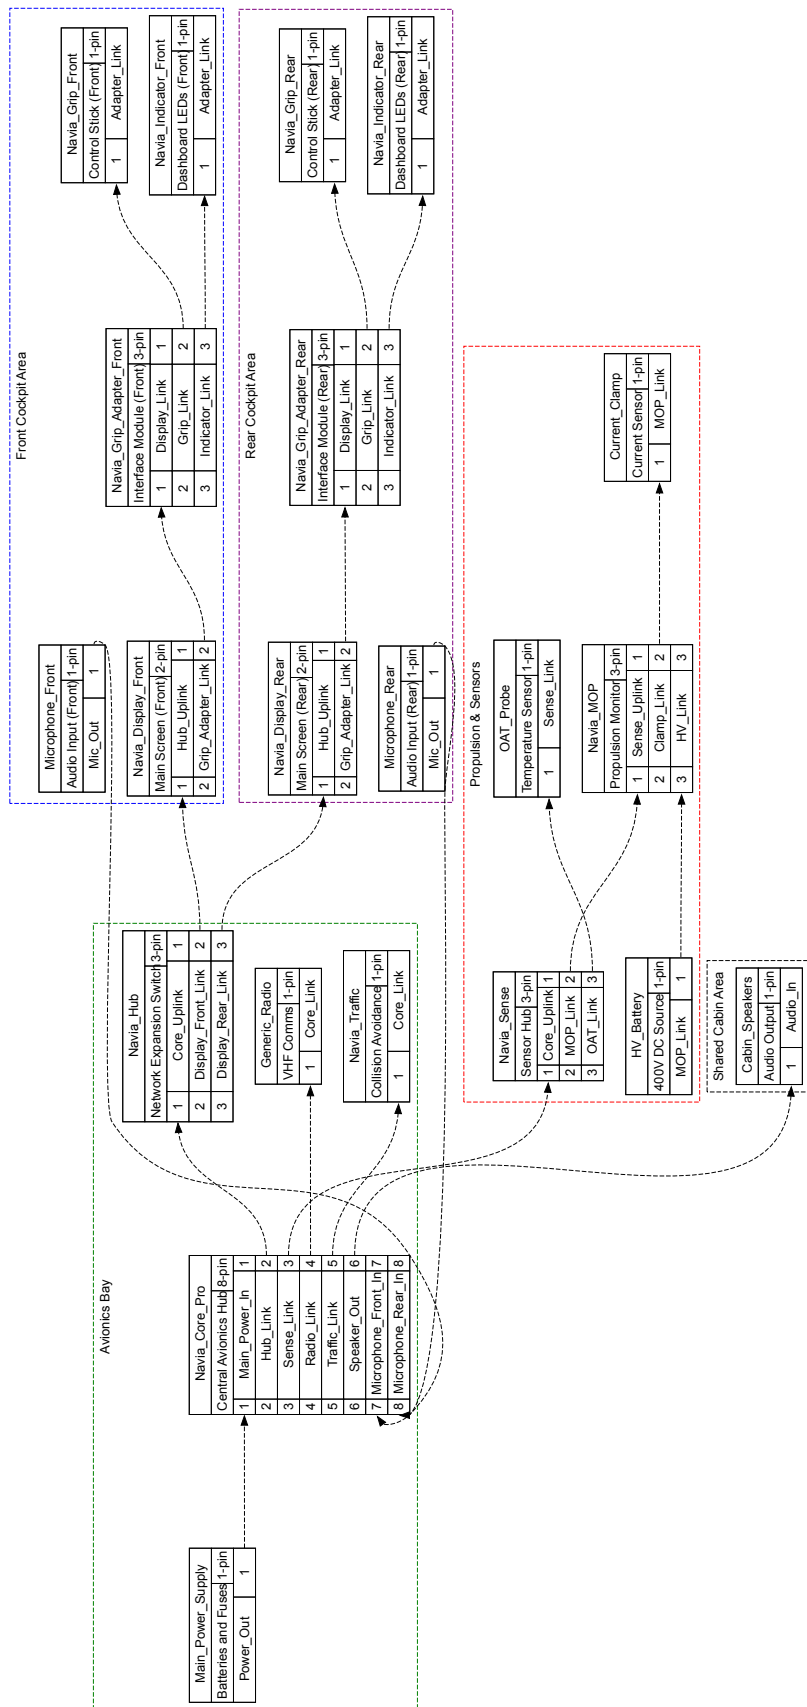 Avionics Bay
Main_Power_Supply
Batteries and Fuses 1-pin
Power_Out 1
Navia_Core_Pro
Central Avionics Hub 8-pin
1 Main_Power_In 1
2 Hub_Link 2
3 Sense_Link 3
4 Radio_Link 4
5 Traffic_Link 5
6 Speaker_Out 6
7 Microphone_Front_In 7
8 Microphone_Rear_In 8
Navia_Hub
Network Expansion Switch 3-pin
1 Core_Uplink 1
2 Display_Front_Link 2
3 Display_Rear_Link 3
Generic_Radio
VHF Comms 1-pin
1 Core_Link
Navia_Traffic
Collision Avoidance 1-pin
1 Core_Link
Front Cockpit Area
Microphone_Front
Audio Input (Front) 1-pin
Mic_Out 1
Navia_Display_Front
Main Screen (Front) 2-pin
1 Hub_Uplink 1
2 Grip_Adapter_Link 2
Navia_Grip_Adapter_Front
Interface Module (Front) 3-pin
1 Display_Link 1
2 Grip_Link 2
3 Indicator_Link 3
Navia_Grip_Front
Control Stick (Front) 1-pin
1 Adapter_Link
Navia_Indicator_Front
Dashboard LEDs (Front) 1-pin
1 Adapter_Link
Rear Cockpit Area
Navia_Display_Rear
Main Screen (Rear) 2-pin
1 Hub_Uplink 1
2 Grip_Adapter_Link 2
Microphone_Rear
Audio Input (Rear) 1-pin
Mic_Out 1
Navia_Grip_Adapter_Rear
Interface Module (Rear) 3-pin
1 Display_Link 1
2 Grip_Link 2
3 Indicator_Link 3
Navia_Grip_Rear
Control Stick (Rear) 1-pin
1 Adapter_Link
Navia_Indicator_Rear
Dashboard LEDs (Rear) 1-pin
1 Adapter_Link
Propulsion & Sensors
Navia_Sense
Sensor Hub 3-pin
1 Core_Uplink 1
2 MOP_Link 2
3 OAT_Link 3
HV_Battery
400V DC Source 1-pin
MOP_Link 1
OAT_Probe
Temperature Sensor 1-pin
1 Sense_Link
Navia_MOP
Propulsion Monitor 3-pin
1 Sense_Uplink 1
2 Clamp_Link 2
3 HV_Link 3
Current_Clamp
Current Sensor 1-pin
1 MOP_Link
Shared Cabin Area
Cabin_Speakers
Audio Output 1-pin
1 Audio_In